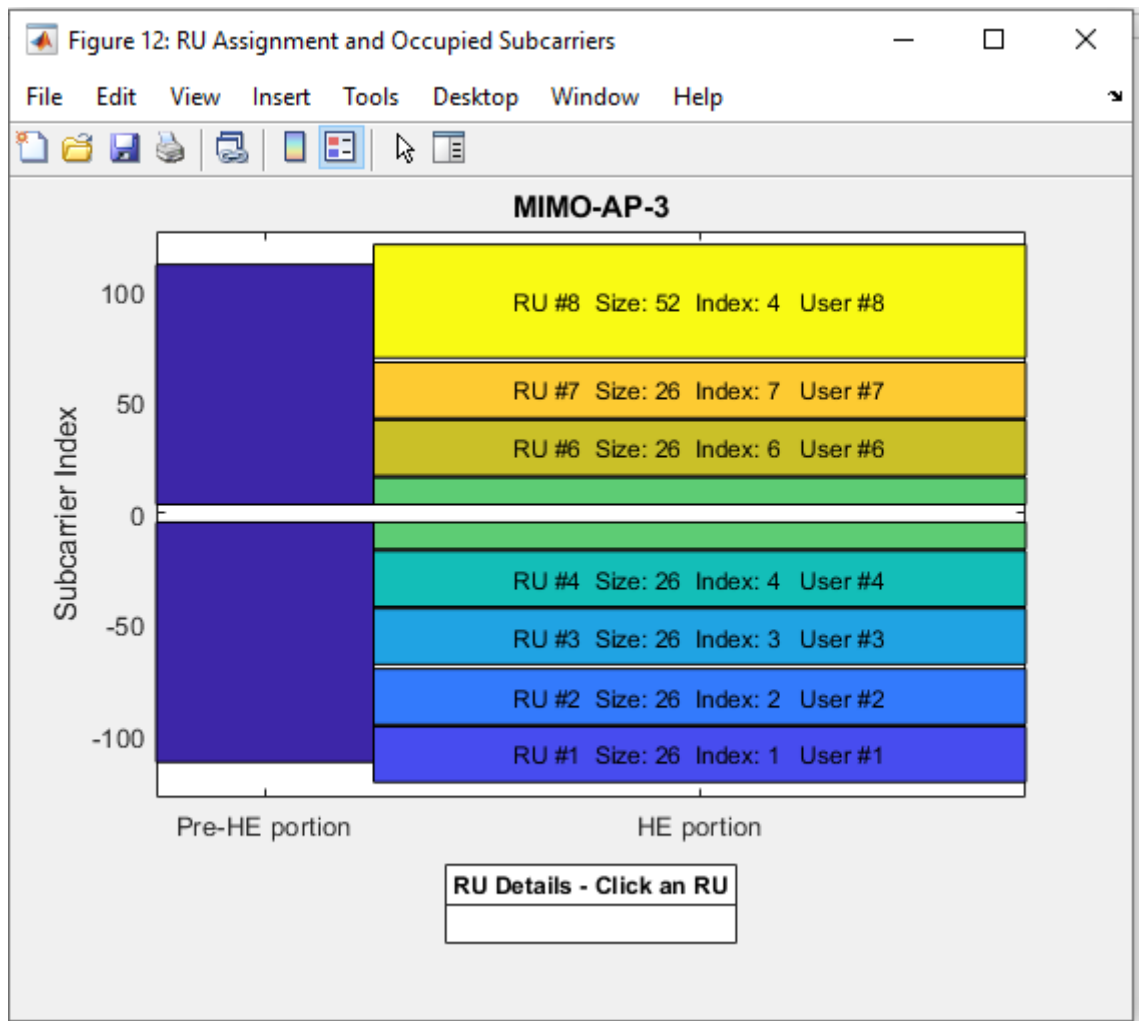 Figure 12: RU Assignment and Occupied Subcarriers
File Edit View Insert Tools Desktop Window Help
MIMO-AP-3
Subcarrier Index
100
50
0
-50
-100
RU #8 Size: 52 Index: 4 User #8
RU #7 Size: 26 Index: 7 User #7
RU #6 Size: 26 Index: 6 User #6
RU #4 Size: 26 Index: 4 User #4
RU #3 Size: 26 Index: 3 User #3
RU #2 Size: 26 Index: 2 User #2
RU #1 Size: 26 Index: 1 User #1
Pre-HE portion HE portion
RU Details - Click an RU